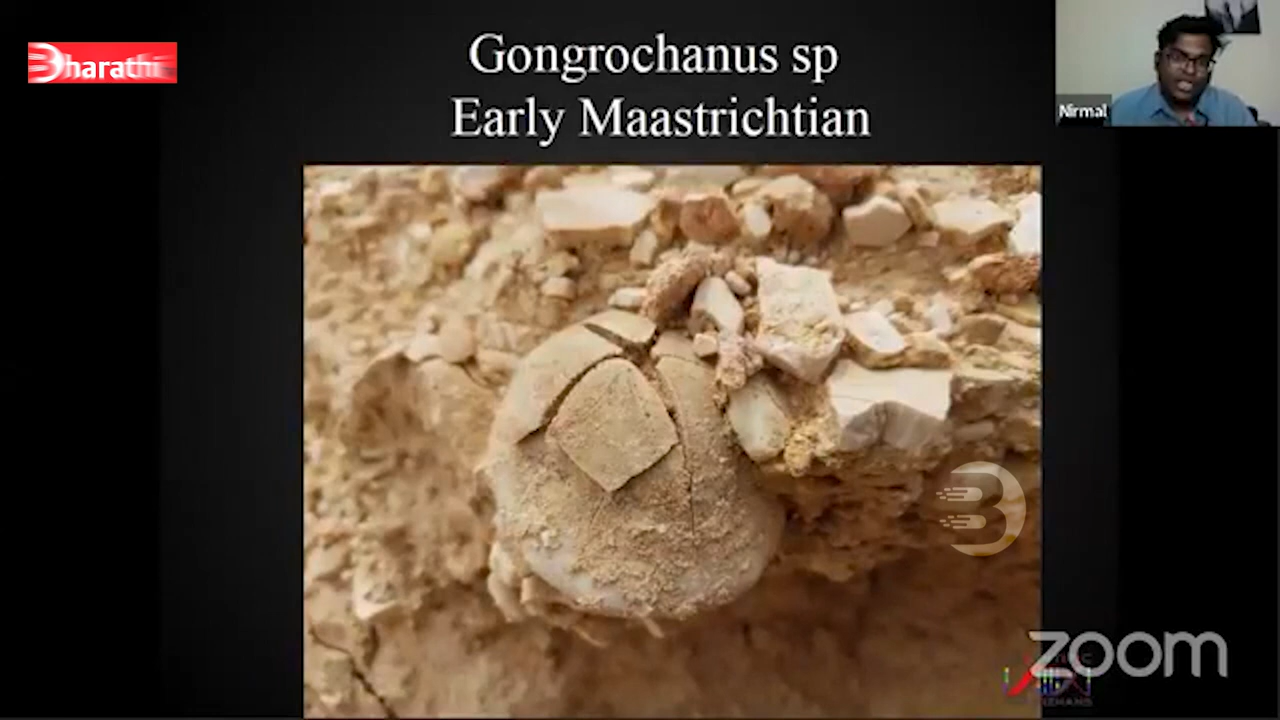 Bharathi
Gongrochanus sp
Early Maastrichtian
Nirmal
zoom